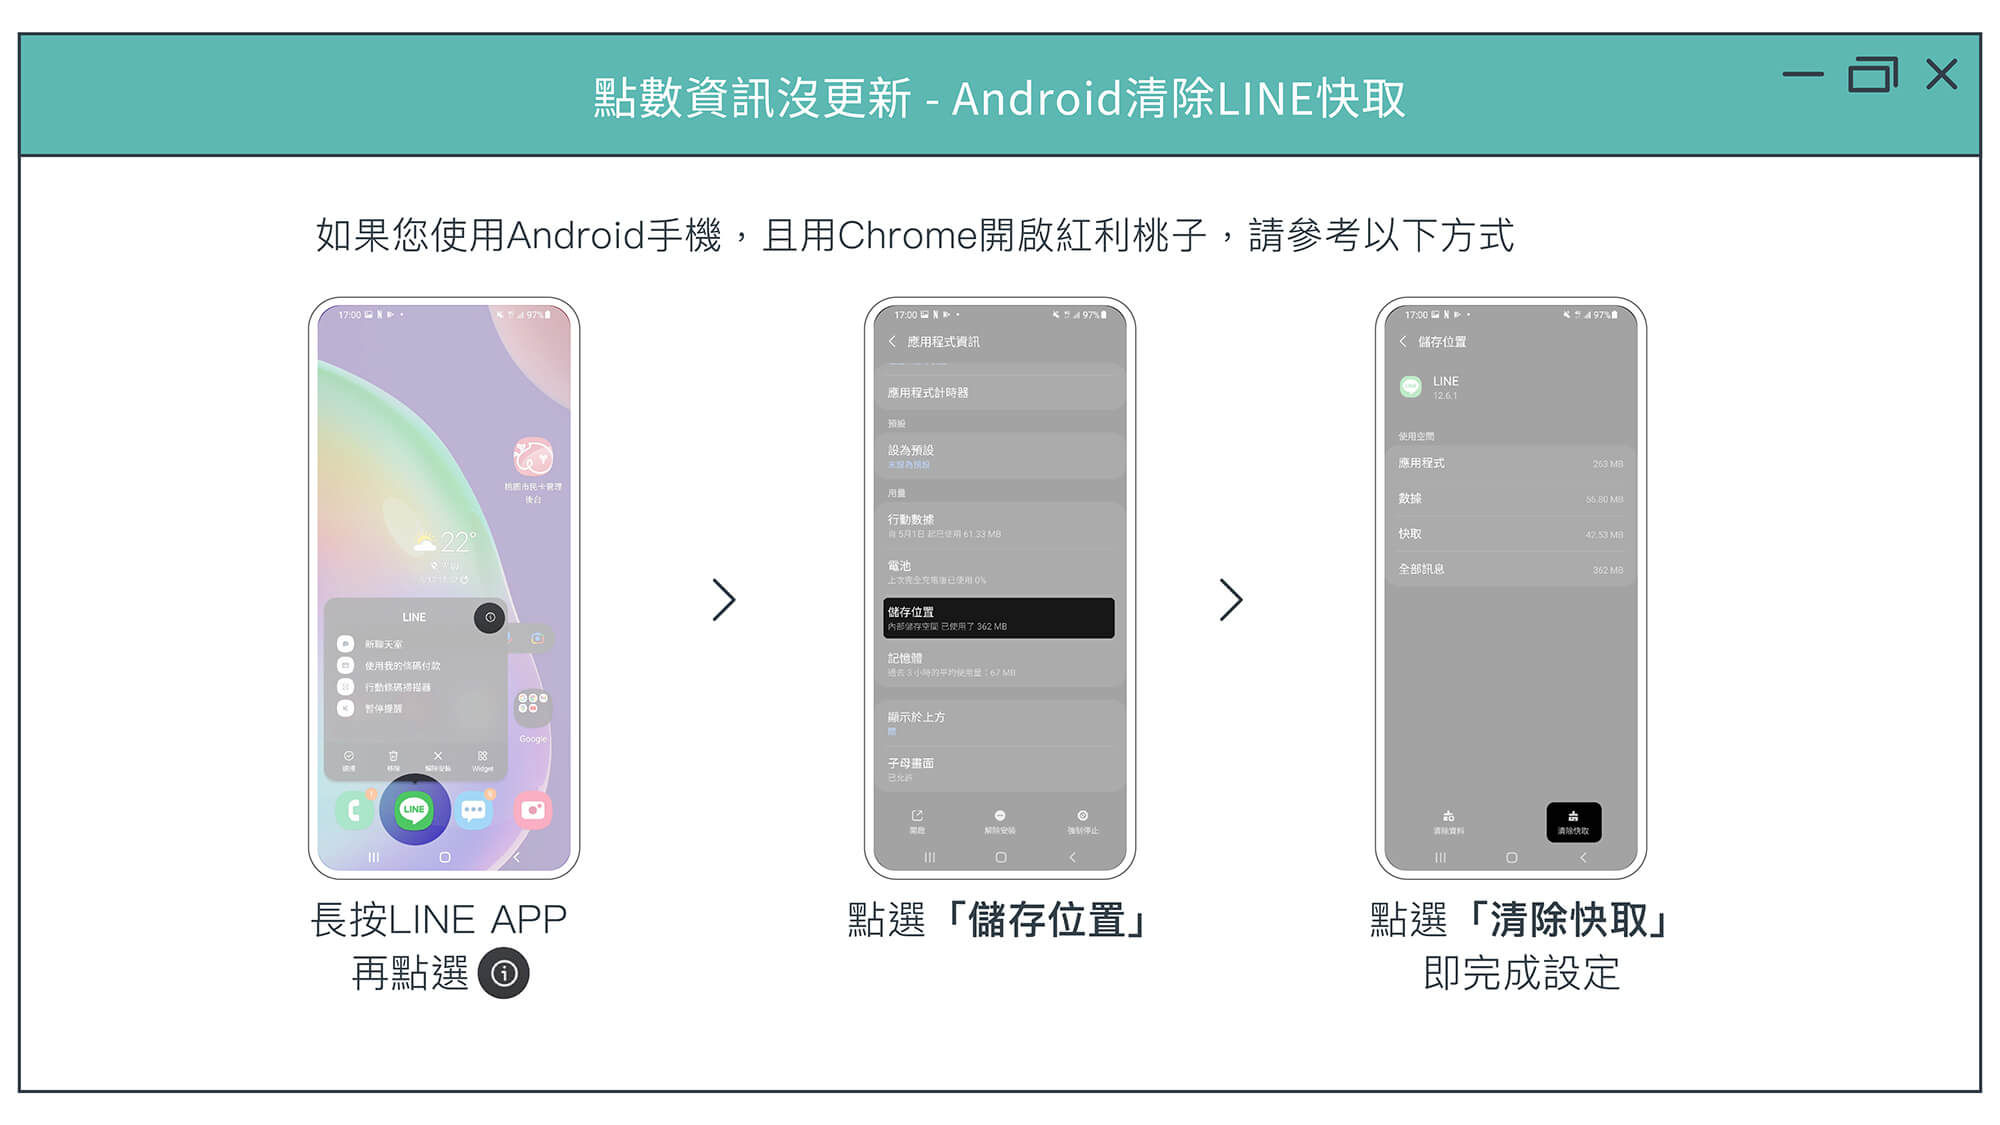 點數資訊沒更新 - Android清除LINE快取
如果您使用Android手機，且用Chrome開啟紅利桃子，請參考以下方式
17:00
97%
桃園市民卡管理
後台
22°
LINE
新聊天室
使用我的條碼付款
行動條碼掃描器
暫停提醒
選擇
移除
解除安裝
Widget
Google
LINE
長按LINE APP
再點選
17:00
97%
應用程式資訊
應用程式計時器
預設
設為預設
未設為預設
用量
行動數據
自 5月1日 起已使用 61.33 MB
電池
上次完全充電後已使用 0%
儲存位置
內部儲存空間 已使用了 362 MB
記憶體
過去 3 小時的平均使用量：67 MB
顯示於上方
開
子母畫面
已允許
開啟
解除安裝
強制停止
點選「儲存位置」
17:00
97%
儲存位置
LINE
12.6.1
使用空間
應用程式
263 MB
數據
55.80 MB
快取
42.53 MB
全部訊息
362 MB
清除資料
清除快取
點選「清除快取」
即完成設定